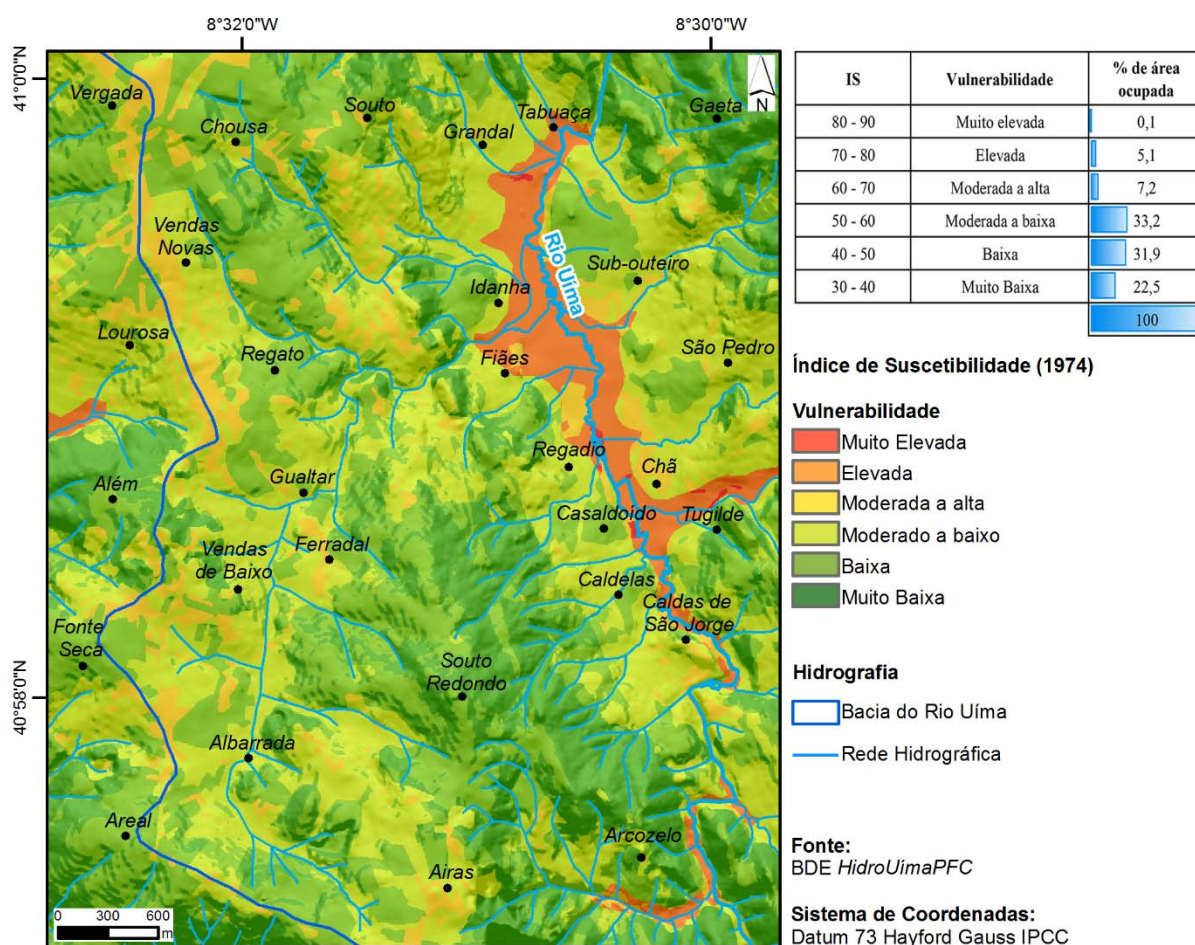 8°32'0"W
8°30'0"W
41°0'0"N
40°58'0"N
N
Vergada
Chousa
Souto
Grandal
Tabuaça
Gaeta
Vendas
Novas
Rio Uíma
Sub-outeiro
Idanha
Lourosa
Regato
Fiães
São Pedro
Regadio
Chã
Além
Gualtar
Casaldoído
Tugilde
Vendas
de Baixo
Ferradal
Caldelas
Caldas de
São Jorge
Fonte
Seca
Souto
Redondo
Albarrada
Areal
Arcozelo
Airas
0 300 600
m
IS Vulnerabilidade % de área
ocupada
80 - 90 Muito elevada 0,1
70 - 80 Elevada 5,1
60 - 70 Moderada a alta 7,2
50 - 60 Moderada a baixa 33,2
40 - 50 Baixa 31,9
30 - 40 Muito Baixa 22,5
100
Índice de Suscetibilidade (1974)
Vulnerabilidade
Muito Elevada
Elevada
Moderada a alta
Moderado a baixo
Baixa
Muito Baixa
Hidrografia
Bacia do Rio Uíma
Rede Hidrográfica
Fonte:
BDE HidroUímaPFC
Sistema de Coordenadas:
Datum 73 Hayford Gauss IPCC